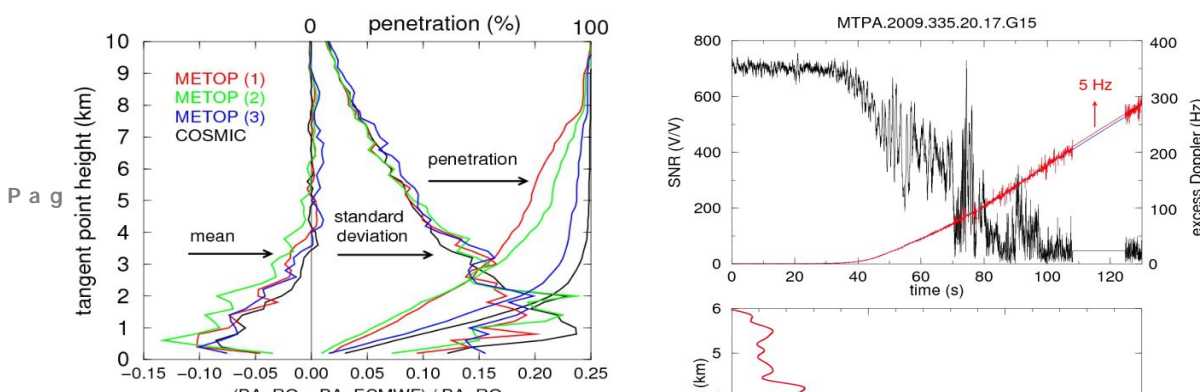 0 penetration (%) 100
10
9
8
7
6
5
4
3
2
1
0
tangent point height (km)
METOP (1)
METOP (2)
METOP (3)
COSMIC
penetration
standard
deviation
mean
-0.15 -0.10 -0.05 0.00 0.05 0.10 0.15 0.20 0.25
P a g
MTPA.2009.335.20.17.G15
800
600
400
200
0
SNR (V/V)
5 Hz
400
300
200
100
0
excess Doppler (Hz)
0 20 40 60 80 100 120
time (s)
6
5
(km)